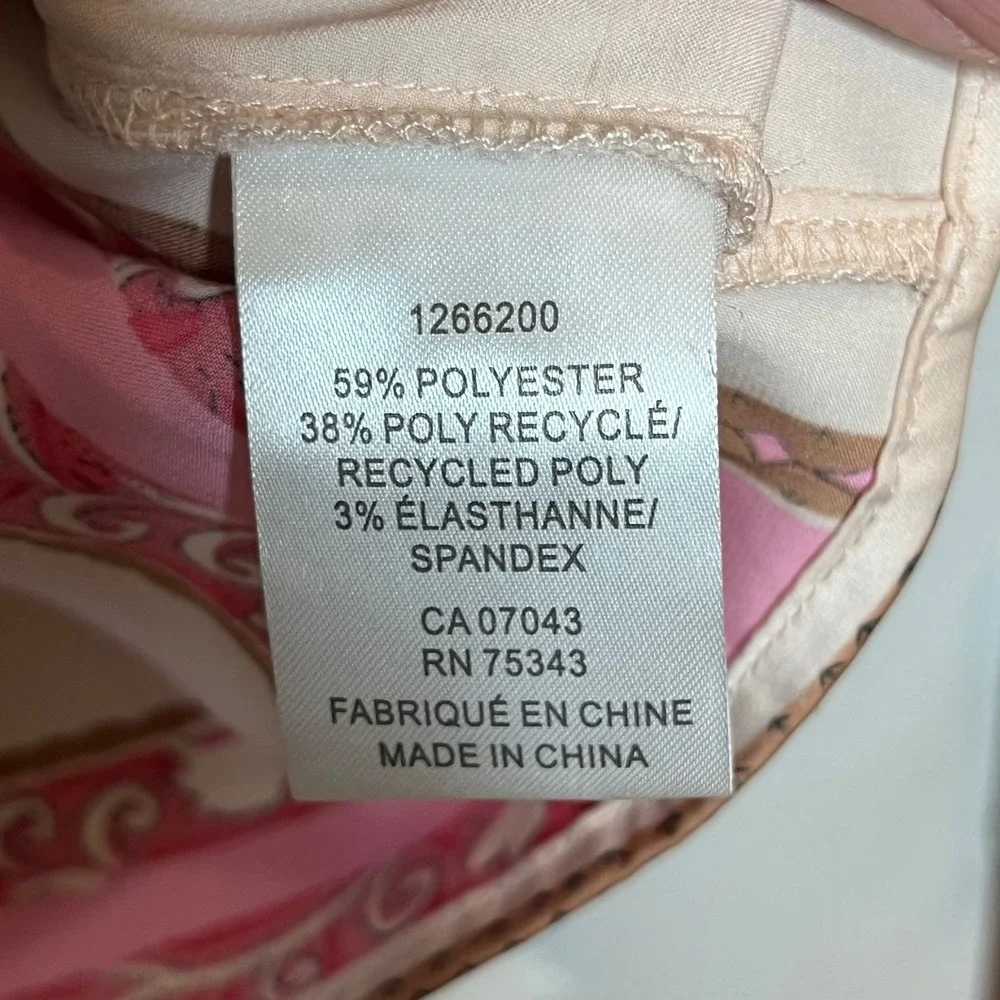 1266200
59% POLYESTER
38% POLY RECYCLÉ/
RECYCLED POLY
3% ÉLASTHANNE/
SPANDEX
CA 07043
RN 75343
FABRIQUÉ EN CHINE
MADE IN CHINA